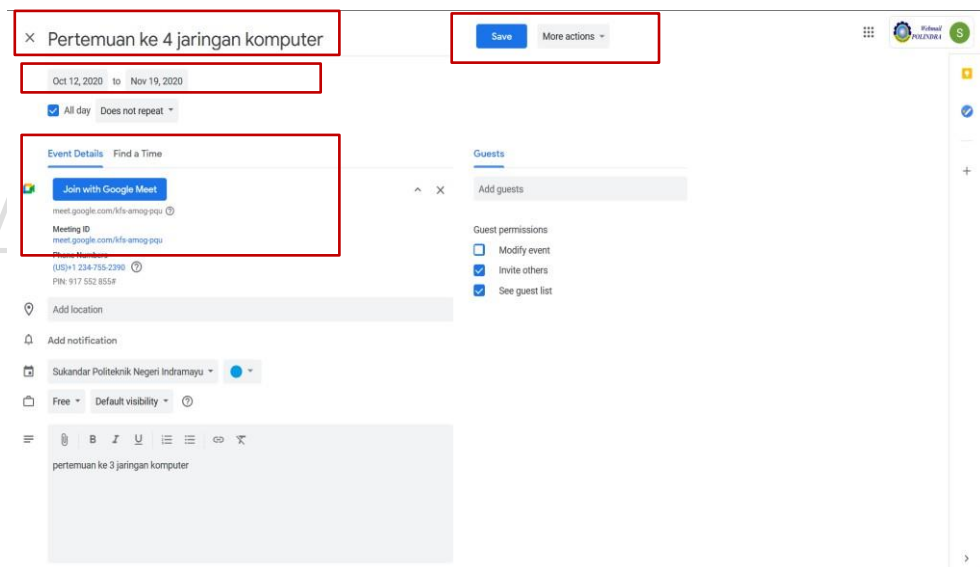 Pertemuan ke 4 jaringan komputer
Save More actions
Webmail
POLINDRA
S
Oct 12, 2020 to Nov 19, 2020
All day Does not repeat
Event Details Find a Time
Guests
Join with Google Meet
Add guests
meet.google.com/kfs-amog-pqu
Meeting ID
meet.google.com/kfs-amog-pqu
Guest permissions
Phone Numbers
Modify event
(US)+1 234-755-2390
Invite others
PIN: 917 552 855#
See guest list
Add location
Add notification
Sukandar Politeknik Negeri Indramayu
Free Default visibility
B I U
pertemuan ke 3 jaringan komputer